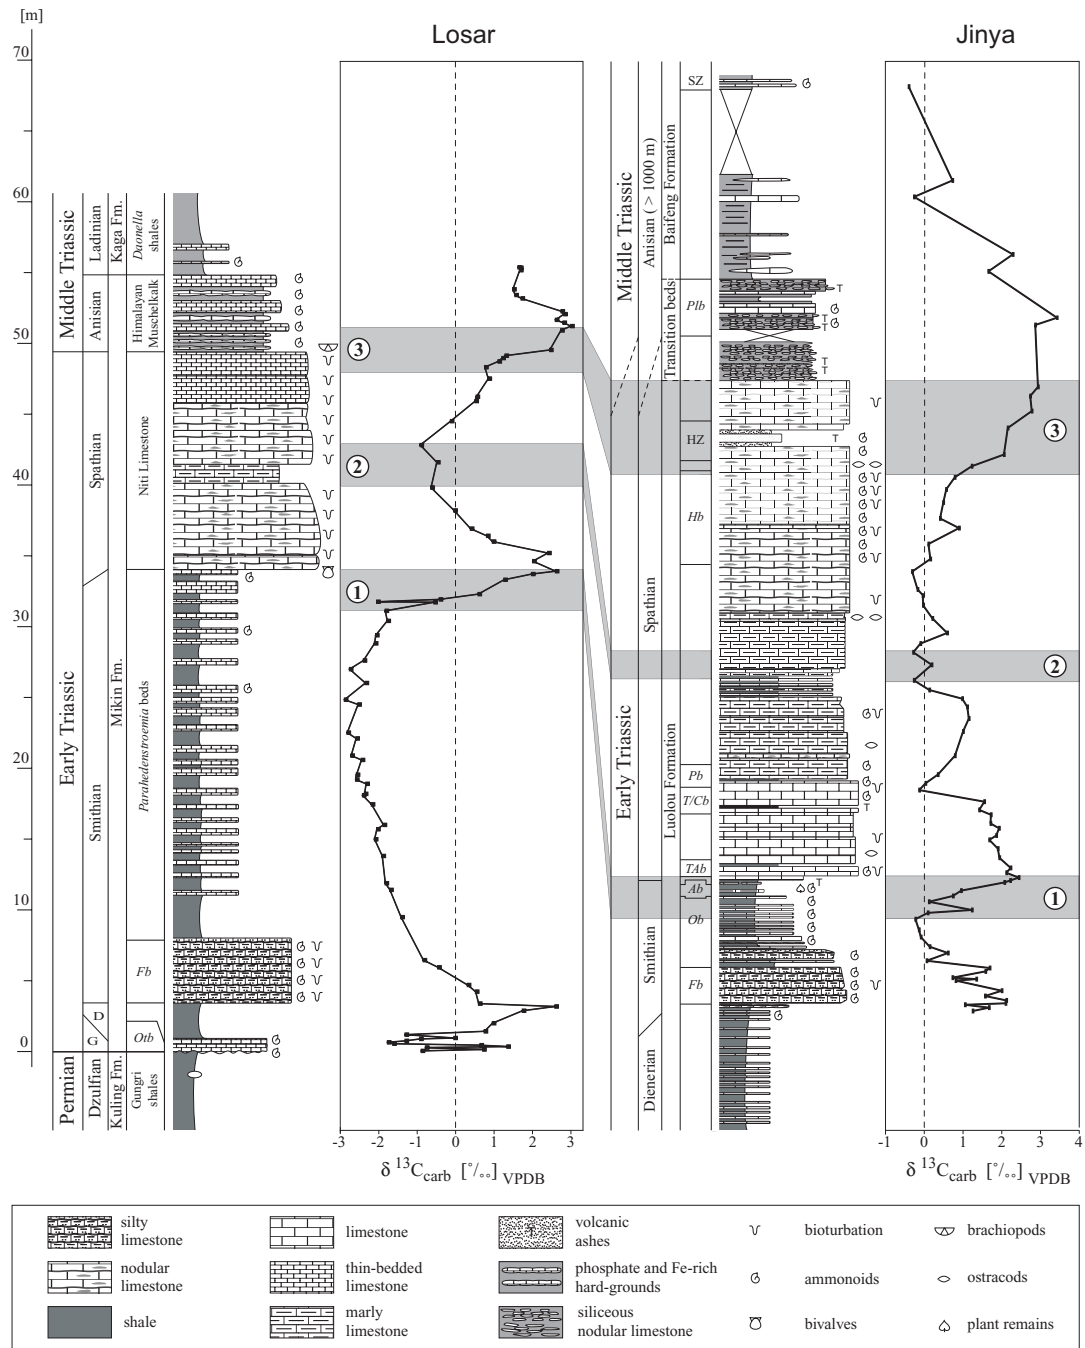 [m]
Losar
Jinya
70
60
50
40
30
20
10
0
Middle Triassic
Early Triassic
Permian
Ladinian
Anisian
Spathian
Smithian
D
G
Dzulfian
Kaga Fm.
Mikin Fm.
Kuling Fm.
Daonella
shales
Himalayan
Muschelkalk
Niti Limestone
Parahedenstroemia beds
Fb
Otb
Gungri
shales
3
2
1
-3 -2 -1 0 1 2 3
δ 13Ccarb [°/₀₀] VPDB
Middle Triassic
Early Triassic
Anisian ( > 1000 m)
Spathian
Smithian
Dienerian
Baifeng Formation
Transition beds
Luolou Formation
SZ
Plb
HZ
Hb
Pb
T/Cb
TAb
Ab
Ob
Fb
T
T
T
T
T
T
T
T
3
2
1
-1 0 1 2 3 4
δ 13Ccarb [°/₀₀] VPDB
silty
limestone
limestone
volcanic
ashes
bioturbation
brachiopods
nodular
limestone
thin-bedded
limestone
phosphate and Fe-rich
hard-grounds
ammonoids
ostracods
shale
marly
limestone
siliceous
nodular limestone
bivalves
plant remains